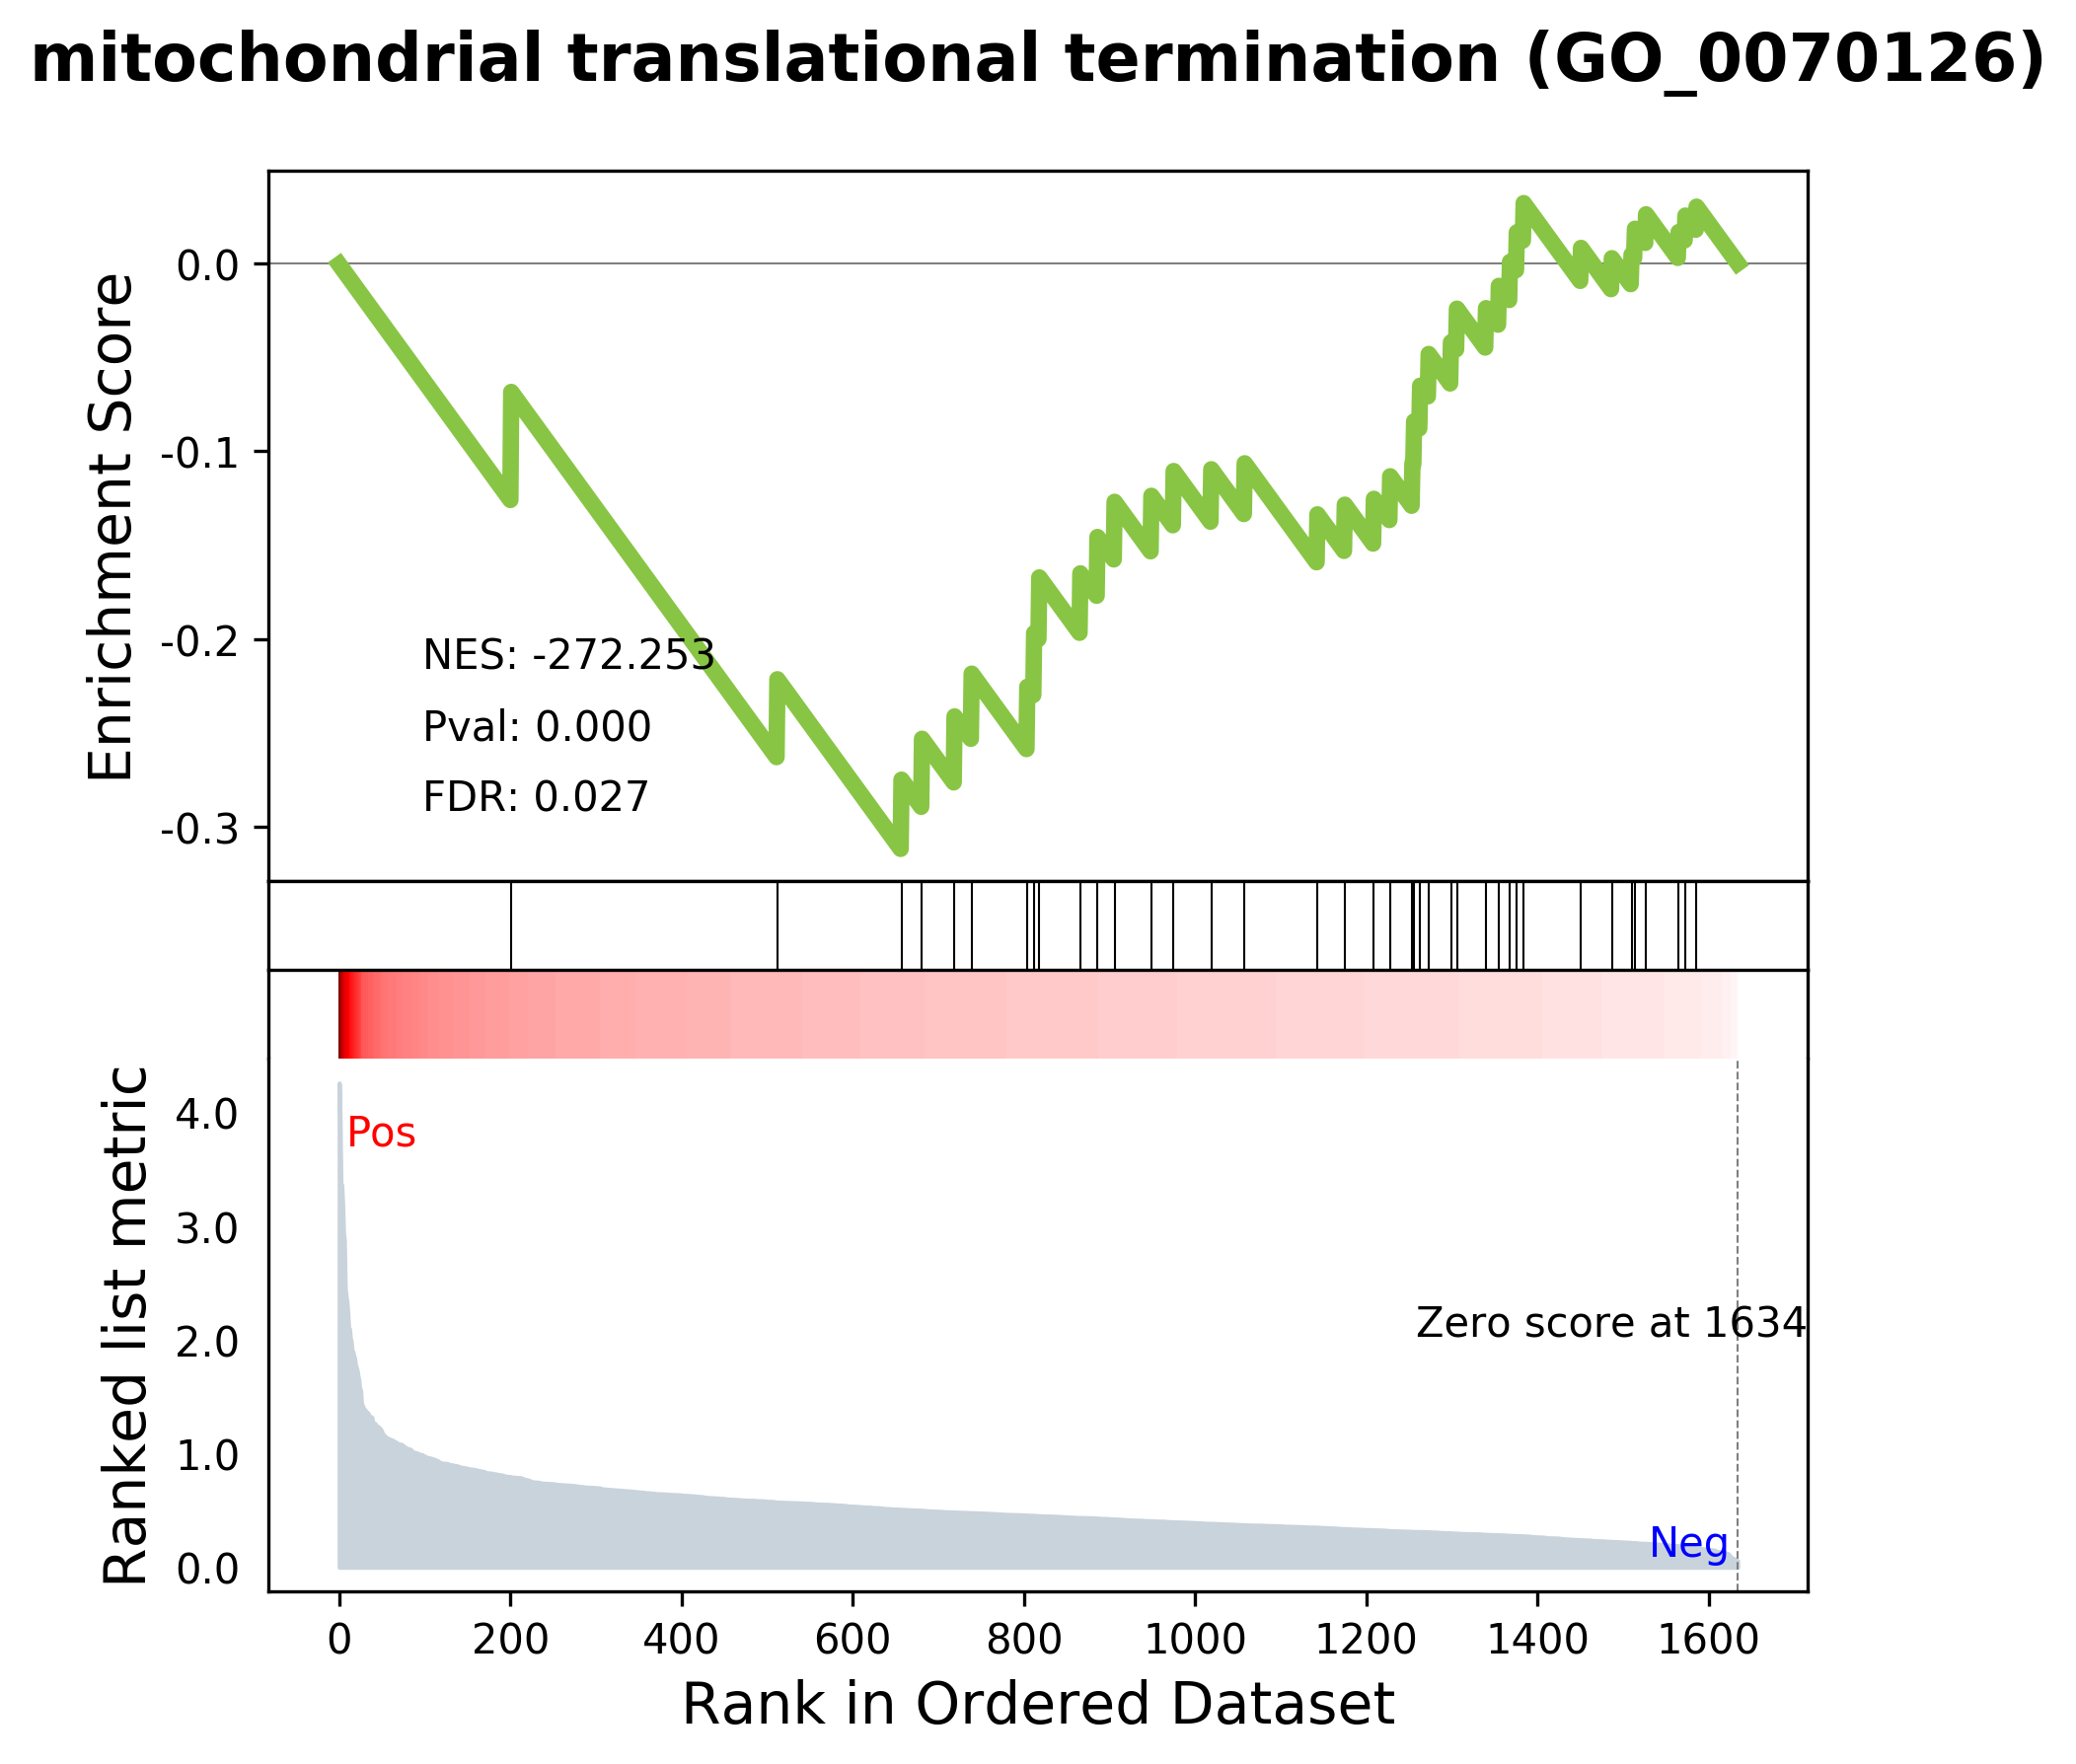 mitochondrial translational termination (GO_0070126)
Enrichment Score
0.0
-0.1
-0.2
-0.3
NES: -272.253
Pval: 0.000
FDR: 0.027
Ranked list metric
4.0
3.0
2.0
1.0
0.0
Pos
Zero score at 1634
Neg
0 200 400 600 800 1000 1200 1400 1600
Rank in Ordered Dataset